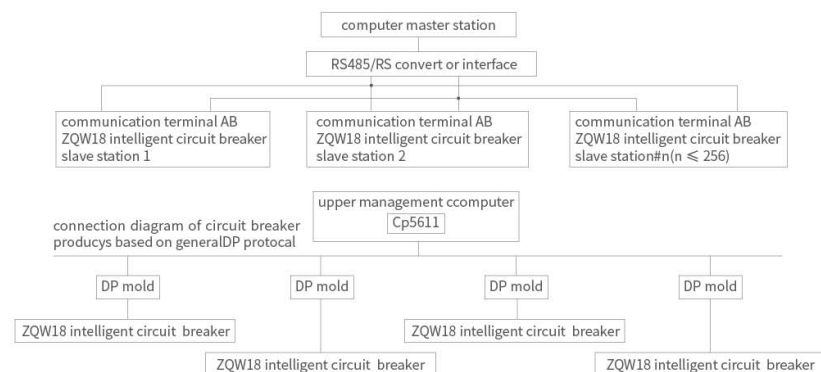 computer master station
RS485/RS convert or interface
communication terminal AB
ZQW18 intelligent circuit breaker
slave station 1
communication terminal AB
ZQW18 intelligent circuit breaker
slave station 2
communication terminal AB
ZQW18 intelligent circuit breaker
slave station#n(n ⩽ 256)
upper management ccomputer
Cp5611
connection diagram of circuit breaker
producys based on generalDP protocal
DP mold
DP mold
DP mold
DP mold
ZQW18 intelligent circuit breaker
ZQW18 intelligent circuit breaker
ZQW18 intelligent circuit breaker
ZQW18 intelligent circuit breaker